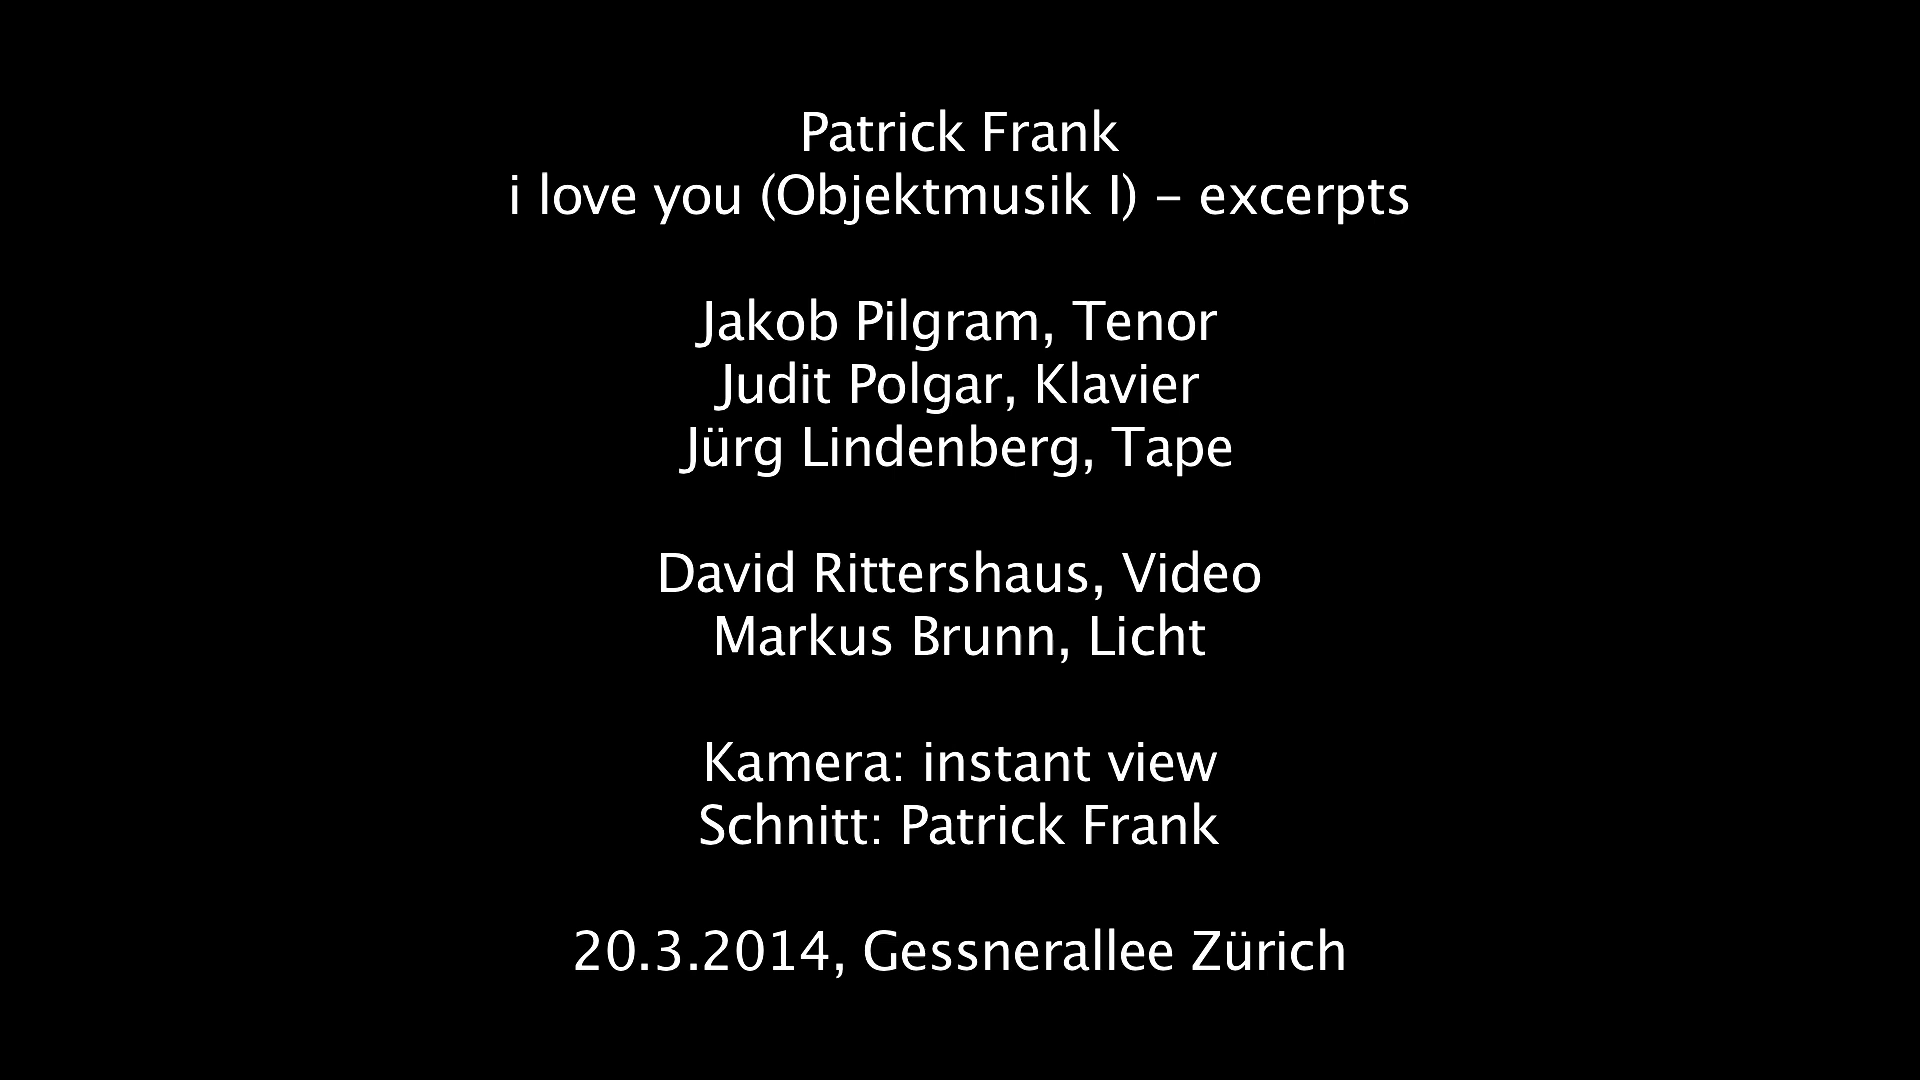 Patrick Frank
i love you (Objektmusik I) – excerpts
Jakob Pilgram, Tenor
Judit Polgar, Klavier
Jürg Lindenberg, Tape
David Rittershaus, Video
Markus Brunn, Licht
Kamera: instant view
Schnitt: Patrick Frank
20.3.2014, Gessnerallee Zürich